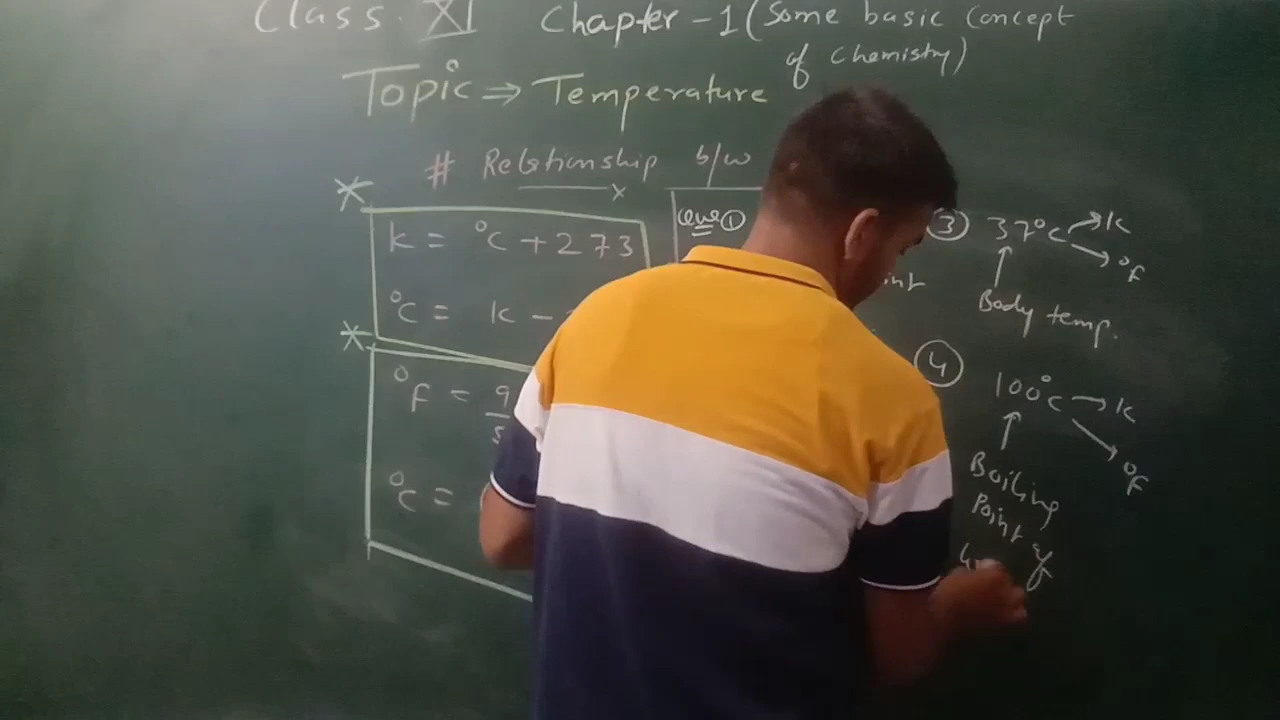 Class. XI Chapter-1 (Some basic concept
of chemistry)
Topic ⇒ Temperature
# Relationship b/w
* K = °C + 273
°C = K -
* °F = 9
5
°C =
Que ①
③ 37°C → K
→ °F
↑
Body temp.
④ 100°C → K
→ °F
↑
Boiling
Point of